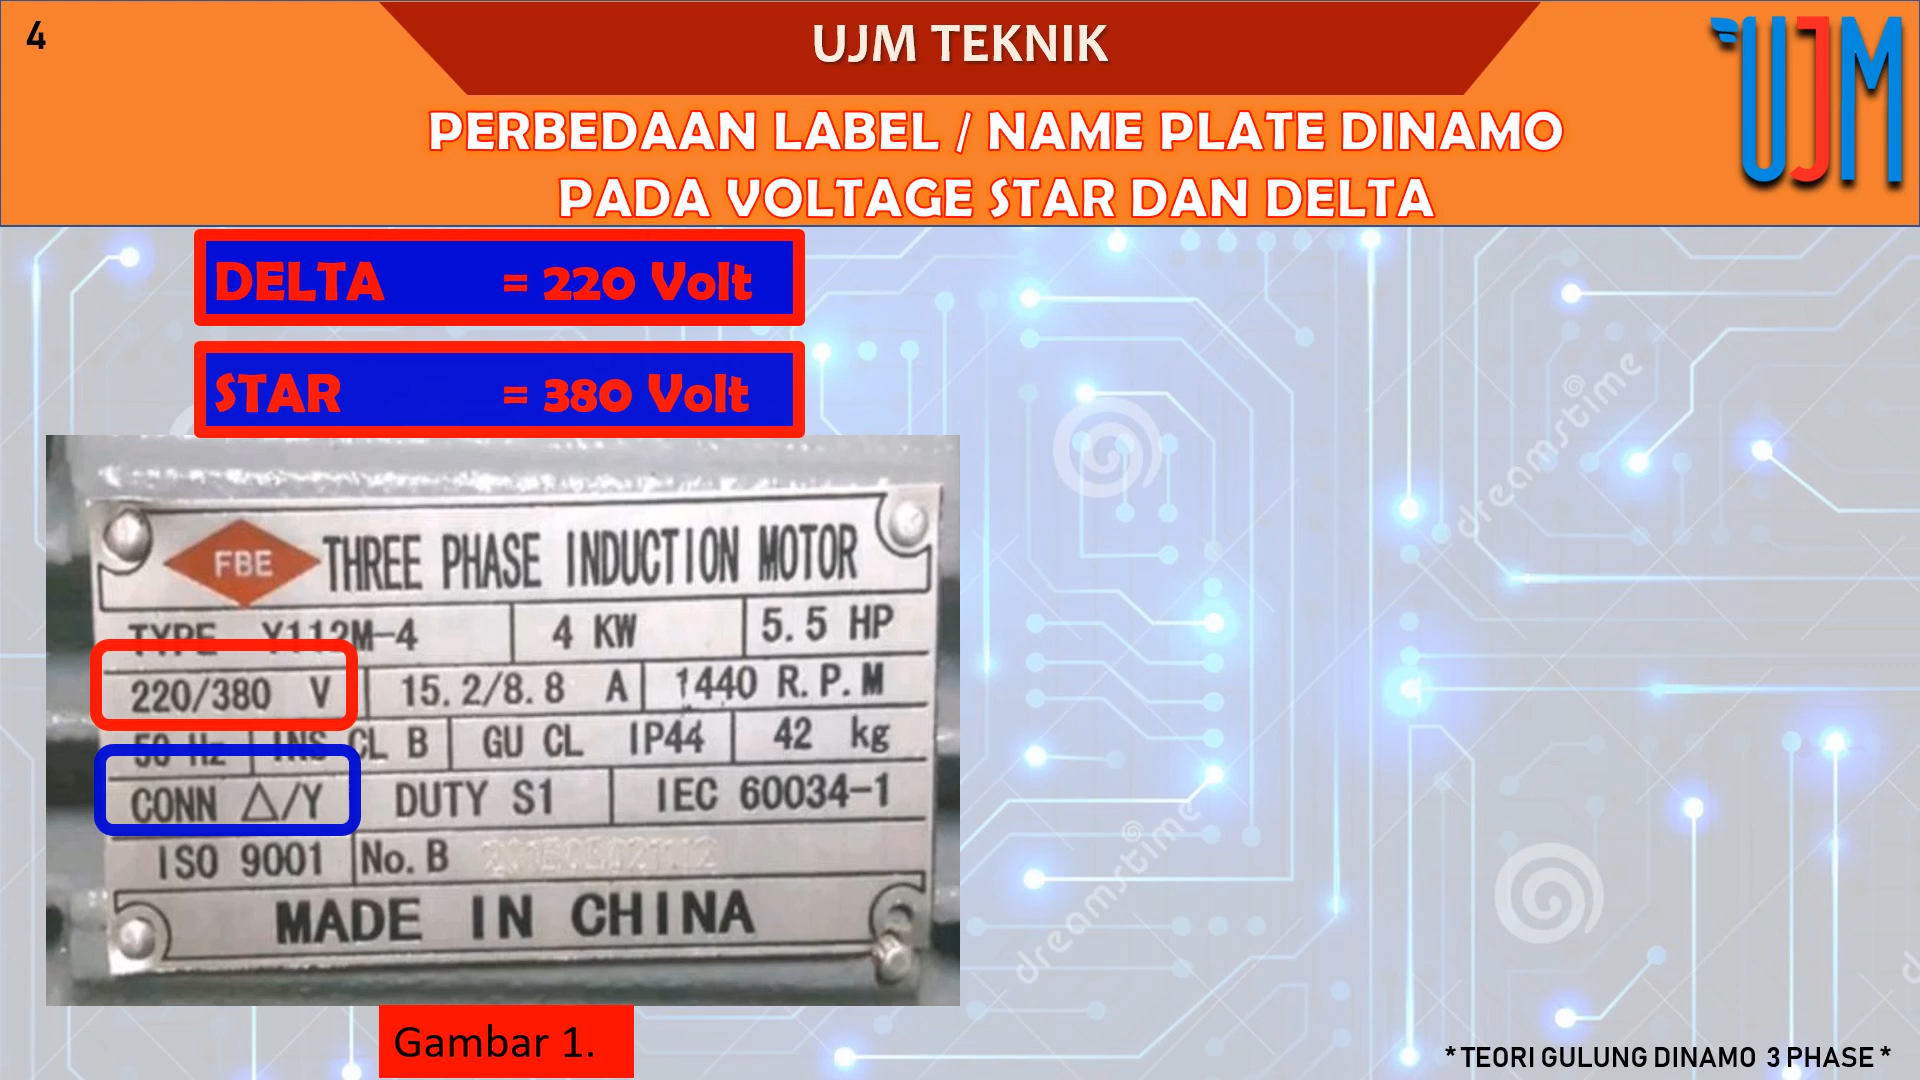 4
UJM TEKNIK
UJM
PERBEDAAN LABEL / NAME PLATE DINAMO
PADA VOLTAGE STAR DAN DELTA
DELTA = 220 Volt
STAR = 380 Volt
FBE THREE PHASE INDUCTION MOTOR
TYPE Y112M-4 4 KW 5.5 HP
220/380 V 15.2/8.8 A 1440 R.P.M
50 Hz INS CL B GU CL IP44 42 kg
CONN △/Y DUTY S1 IEC 60034-1
ISO 9001 No. B
MADE IN CHINA
Gambar 1.
dreamstime
dreamstime
* TEORI GULUNG DINAMO 3 PHASE *